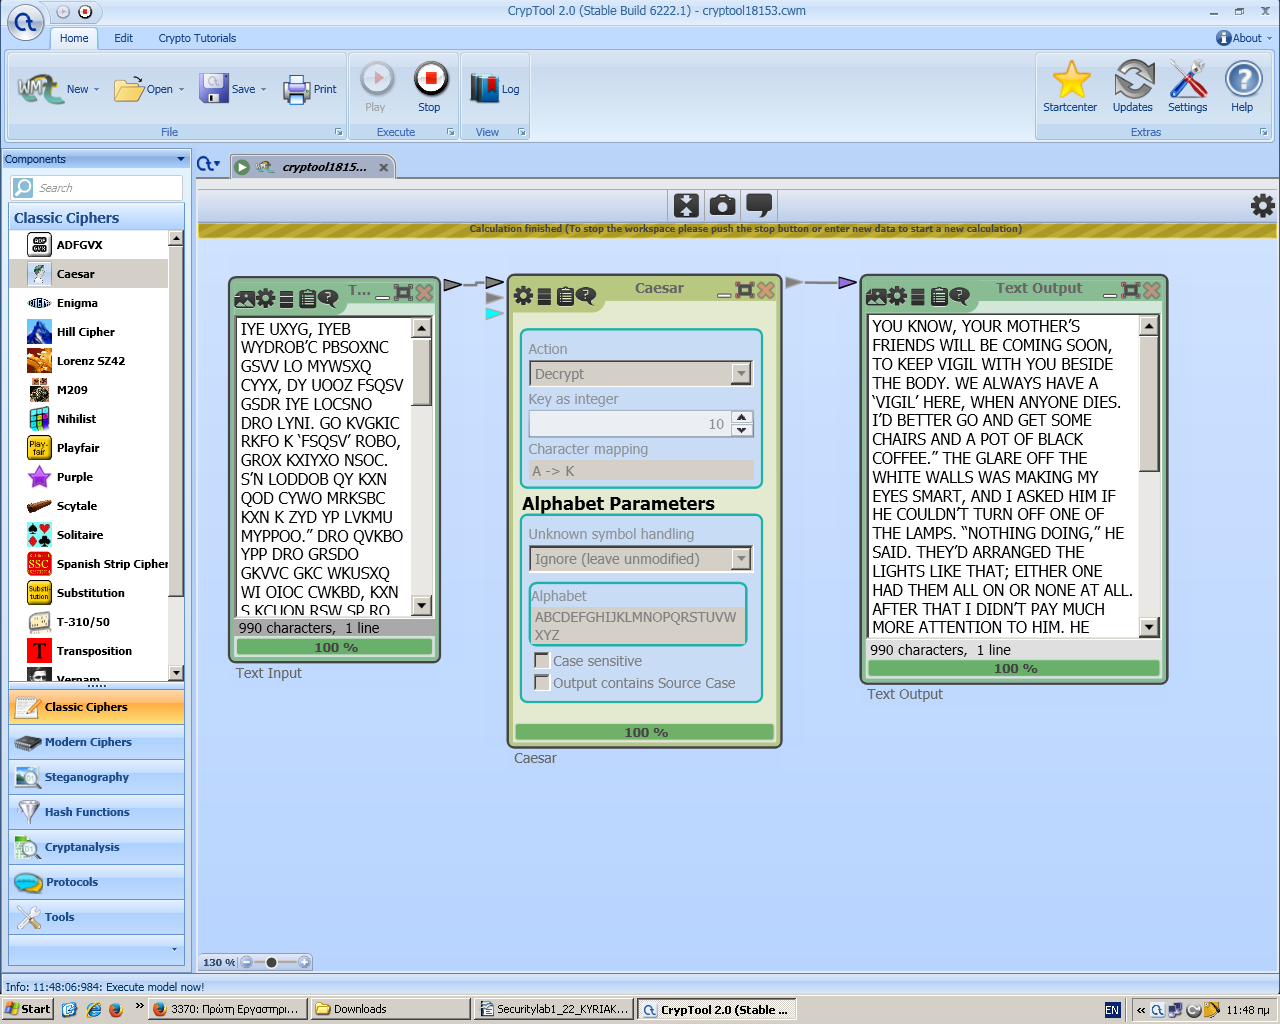 CrypTool 2.0 (Stable Build 6222.1) - cryptool18153.cwm
Home
Edit
Crypto Tutorials
About
New
Open
Save
Print
Play
Stop
Log
Startcenter
Updates
Settings
Help
File
Execute
View
Extras
Components
cryptool1815...
Search
Classic Ciphers
Calculation finished (To stop the workspace please push the stop button or enter new data to start a new calculation)
ADFGVX
Caesar
Enigma
Hill Cipher
Lorenz SZ42
M209
Nihilist
Playfair
Purple
Scytale
Solitaire
Spanish Strip Cipher
Substitution
T-310/50
Transposition
Vernam
Classic Ciphers
Modern Ciphers
Steganography
Hash Functions
Cryptanalysis
Protocols
Tools
T...
IYE UXYG, IYEB
WYDROB’C PBSOXNC
GSVV LO MYWSXQ
CYYX, DY UOOZ FSQSV
GSDR IYE LOCSNO
DRO LYNI. GO KVGKIC
RKFO K ‘FSQSV’ ROBO,
GROX KXIYXO NSOC.
S’N LODDOB QY KXN
QOD CYWO MRKSBC
KXN K ZYD YP LVKMU
MYPPOO.” DRO QVKBO
YPP DRO GRSDO
GKVVC GKC WKUSXQ
WI OIOC CWKBD, KXN
S KCUON RSW SP RO
990 characters, 1 line
100 %
Text Input
Caesar
Action
Decrypt
Key as integer
10
Character mapping
A -> K
Alphabet Parameters
Unknown symbol handling
Ignore (leave unmodified)
Alphabet
ABCDEFGHIJKLMNOPQRSTUVW
XYZ
Case sensitive
Output contains Source Case
100 %
Caesar
Text Output
YOU KNOW, YOUR MOTHER’S
FRIENDS WILL BE COMING SOON,
TO KEEP VIGIL WITH YOU BESIDE
THE BODY. WE ALWAYS HAVE A
‘VIGIL’ HERE, WHEN ANYONE DIES.
I’D BETTER GO AND GET SOME
CHAIRS AND A POT OF BLACK
COFFEE.” THE GLARE OFF THE
WHITE WALLS WAS MAKING MY
EYES SMART, AND I ASKED HIM IF
HE COULDN’T TURN OFF ONE OF
THE LAMPS. “NOTHING DOING,” HE
SAID. THEY’D ARRANGED THE
LIGHTS LIKE THAT; EITHER ONE
HAD THEM ALL ON OR NONE AT ALL.
AFTER THAT I DIDN’T PAY MUCH
MORE ATTENTION TO HIM. HE
990 characters, 1 line
100 %
Text Output
130 %
Info: 11:48:06:984: Execute model now!
Start
»
3370: Πρώτη Εργαστηρι...
Downloads
Securitylab1_22_KYRIAK...
CrypTool 2.0 (Stable ...
EN
«
11:48 πμ